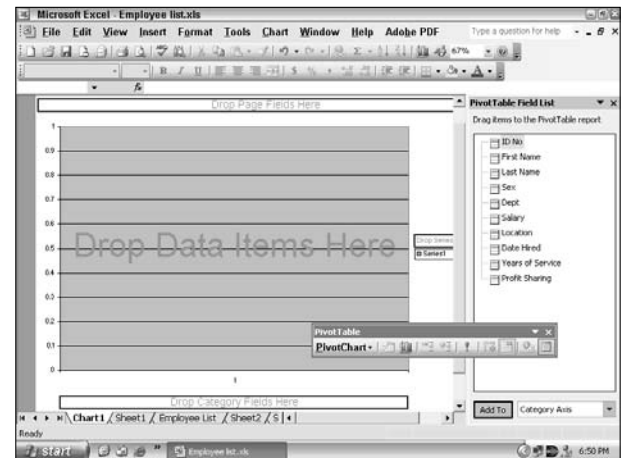 Microsoft Excel - Employee list.xls
File Edit View Insert Format Tools Chart Window Help Adobe PDF
Type a question for help
67%
Drop Page Fields Here
PivotTable Field List
Drag items to the PivotTable report
ID No
First Name
Last Name
Sex
Dept
Salary
Location
Date Hired
Years of Service
Profit Sharing
1
0.9
0.8
0.7
0.6
0.5
0.4
0.3
0.2
0.1
0
Drop Data Items Here
Drop Series
Series1
PivotTable
PivotChart
1
Drop Category Fields Here
Add To
Category Axis
Chart1 / Sheet1 / Employee List / Sheet2 / S
Ready
start
Employee list.xls
6:50 PM